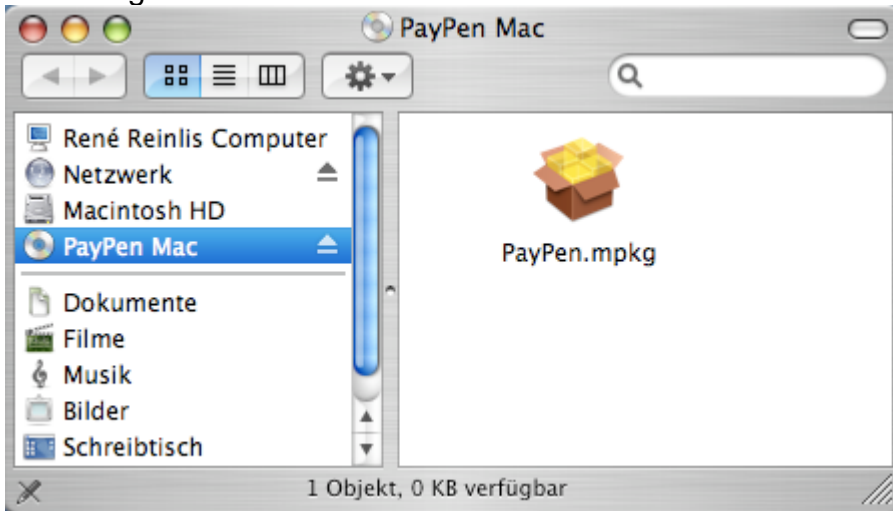 PayPen Mac
René Reinlis Computer
Netzwerk
Macintosh HD
PayPen Mac
Dokumente
Filme
Musik
Bilder
Schreibtisch
PayPen.mpkg
1 Objekt, 0 KB verfügbar